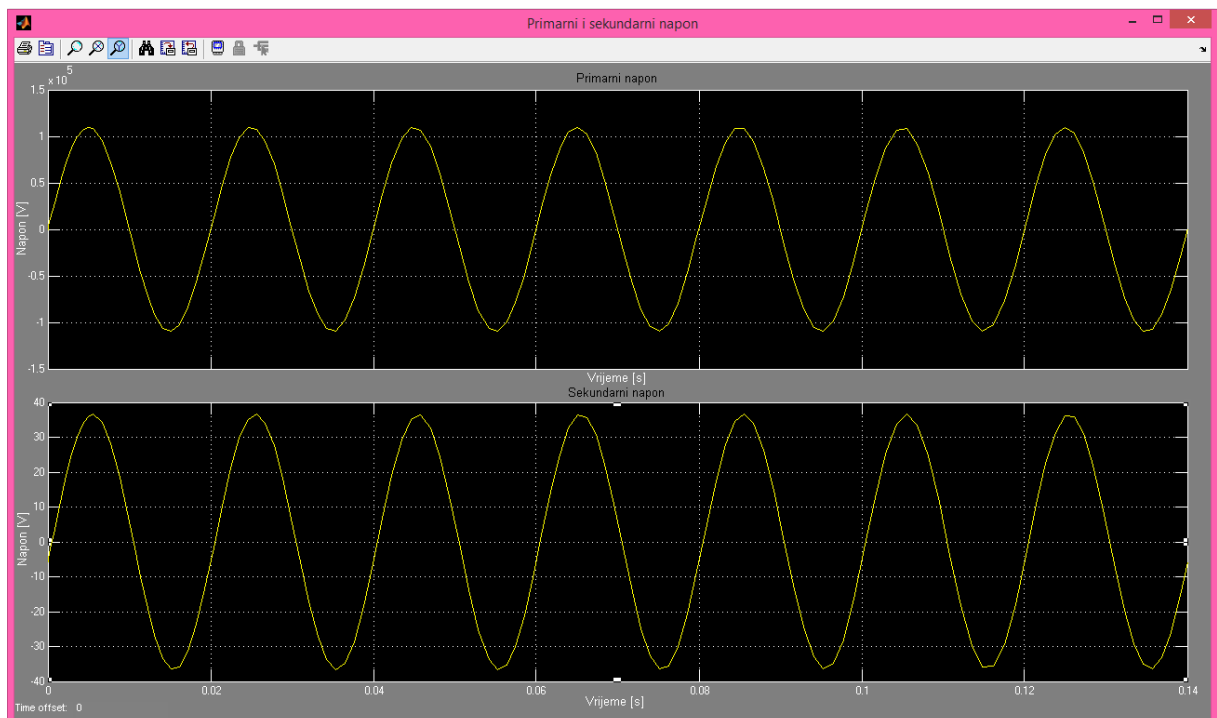 Primarni i sekundarni napon
x 10
5
Primarni napon
1.5
1
0.5
0
-0.5
-1
-1.5
Napon [V]
Vrijeme [s]
Sekundarni napon
40
30
20
10
0
-10
-20
-30
-40
Napon [V]
0 0.02 0.04 0.06 0.08 0.1 0.12 0.14
Vrijeme [s]
Time offset: 0